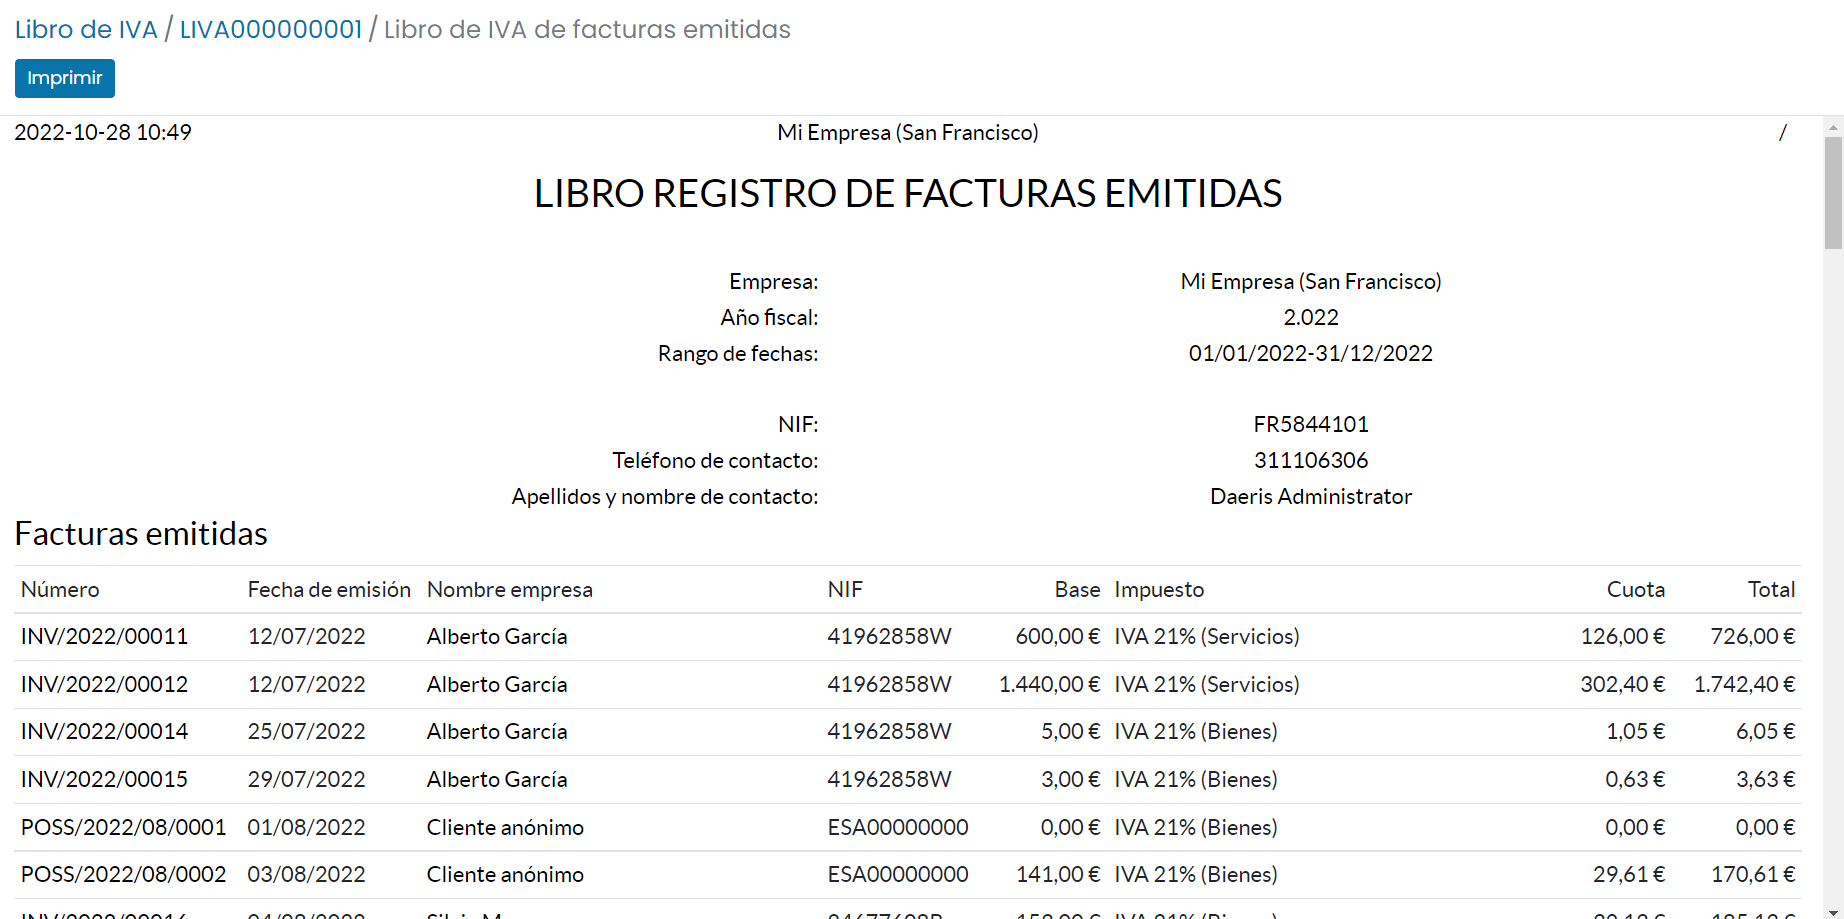 Libro de IVA / LIVA000000001 / Libro de IVA de facturas emitidas
Imprimir
2022-10-28 10:49 Mi Empresa (San Francisco) /
LIBRO REGISTRO DE FACTURAS EMITIDAS
Empresa: Mi Empresa (San Francisco)
Año fiscal: 2.022
Rango de fechas: 01/01/2022-31/12/2022
NIF: FR5844101
Teléfono de contacto: 311106306
Apellidos y nombre de contacto: Daeris Administrator
Facturas emitidas
Número Fecha de emisión Nombre empresa NIF Base Impuesto Cuota Total
INV/2022/00011 12/07/2022 Alberto García 41962858W 600,00 € IVA 21% (Servicios) 126,00 € 726,00 €
INV/2022/00012 12/07/2022 Alberto García 41962858W 1.440,00 € IVA 21% (Servicios) 302,40 € 1.742,40 €
INV/2022/00014 25/07/2022 Alberto García 41962858W 5,00 € IVA 21% (Bienes) 1,05 € 6,05 €
INV/2022/00015 29/07/2022 Alberto García 41962858W 3,00 € IVA 21% (Bienes) 0,63 € 3,63 €
POSS/2022/08/0001 01/08/2022 Cliente anónimo ESA00000000 0,00 € IVA 21% (Bienes) 0,00 € 0,00 €
POSS/2022/08/0002 03/08/2022 Cliente anónimo ESA00000000 141,00 € IVA 21% (Bienes) 29,61 € 170,61 €